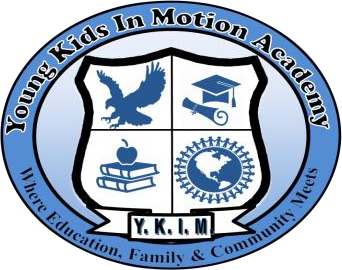 Young Kids In Motion Academy
Y. K. I. M
Where Education, Family & Community Meets